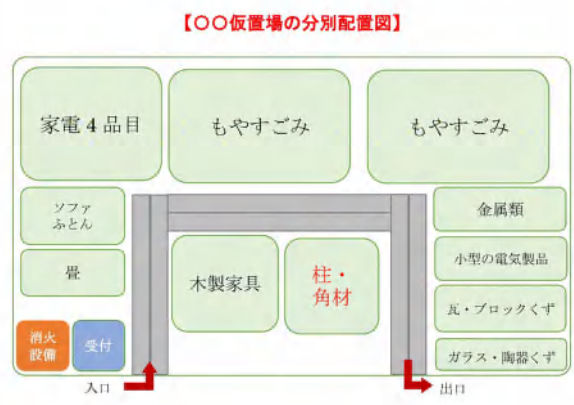 【〇〇仮置場の分別配置図】
家電4品目
もやすごみ
もやすごみ
ソファ
ふとん
畳
木製家具
柱・
角材
金属類
小型の電気製品
瓦・ブロックくず
ガラス・陶器くず
消火
設備
受付
入口
出口